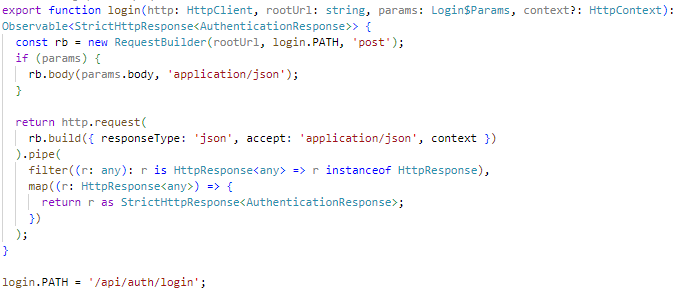 export function login(http: HttpClient, rootUrl: string, params: Login$Params, context?: HttpContext):
Observable<StrictHttpResponse<AuthenticationResponse>> {
  const rb = new RequestBuilder(rootUrl, login.PATH, 'post');
  if (params) {
    rb.body(params.body, 'application/json');
  }

  return http.request(
    rb.build({ responseType: 'json', accept: 'application/json', context })
  ).pipe(
    filter((r: any): r is HttpResponse<any> => r instanceof HttpResponse),
    map((r: HttpResponse<any>) => {
      return r as StrictHttpResponse<AuthenticationResponse>;
    })
  );
}

login.PATH = '/api/auth/login';